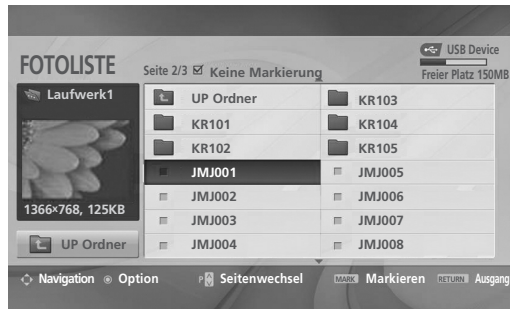 USB Device
FOTOLISTE
Seite 2/3 ☑ Keine Markierung
Freier Platz 150MB
Laufwerk1
1366×768, 125KB
UP Ordner
UP Ordner
KR101
KR102
JMJ001
JMJ002
JMJ003
JMJ004
KR103
KR104
KR105
JMJ005
JMJ006
JMJ007
JMJ008
Navigation
Option
P Seitenwechsel
MARK Markieren
RETURN Ausgang